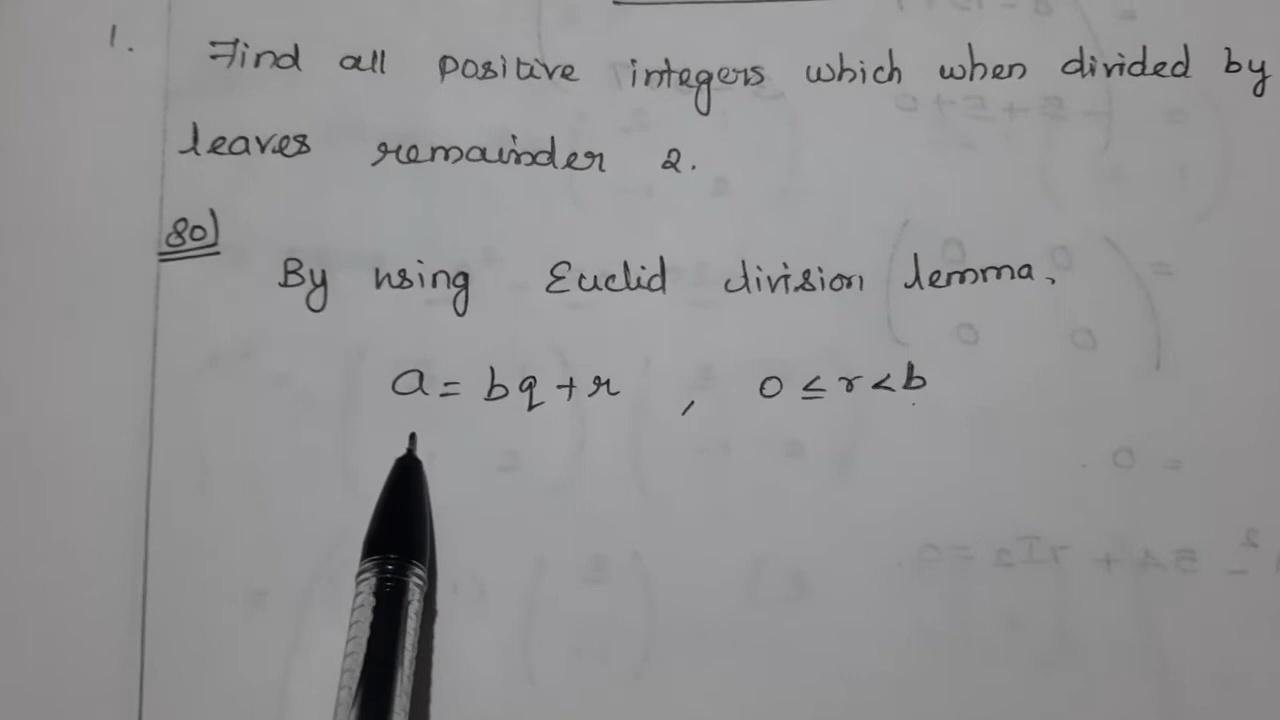 1. Find all positive integers which when divided by
leaves remainder 2.
So)
By using Euclid division lemma,
a = bq + r , 0 ≤ r < b